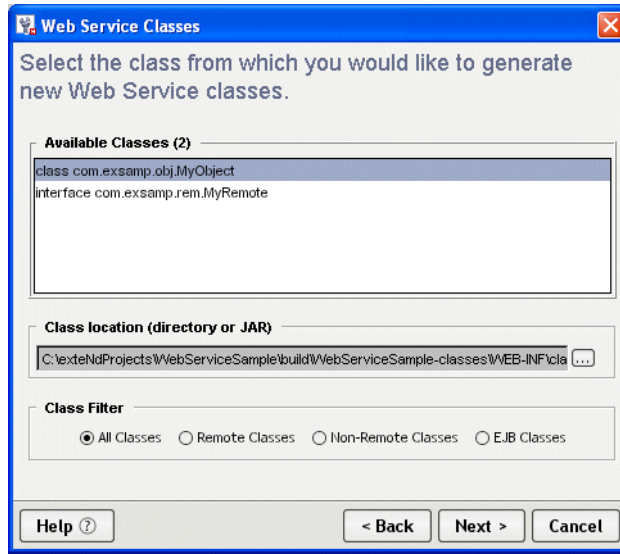 Web Service Classes
Select the class from which you would like to generate
new Web Service classes.
Available Classes (2)
class com.exsamp.obj.MyObject
interface com.exsamp.rem.MyRemote
Class location (directory or JAR)
C:\exteNdProjects\WebServiceSample\build\WebServiceSample-classes\WEB-INF\cla ...
Class Filter
All Classes Remote Classes Non-Remote Classes EJB Classes
Help ? < Back Next > Cancel